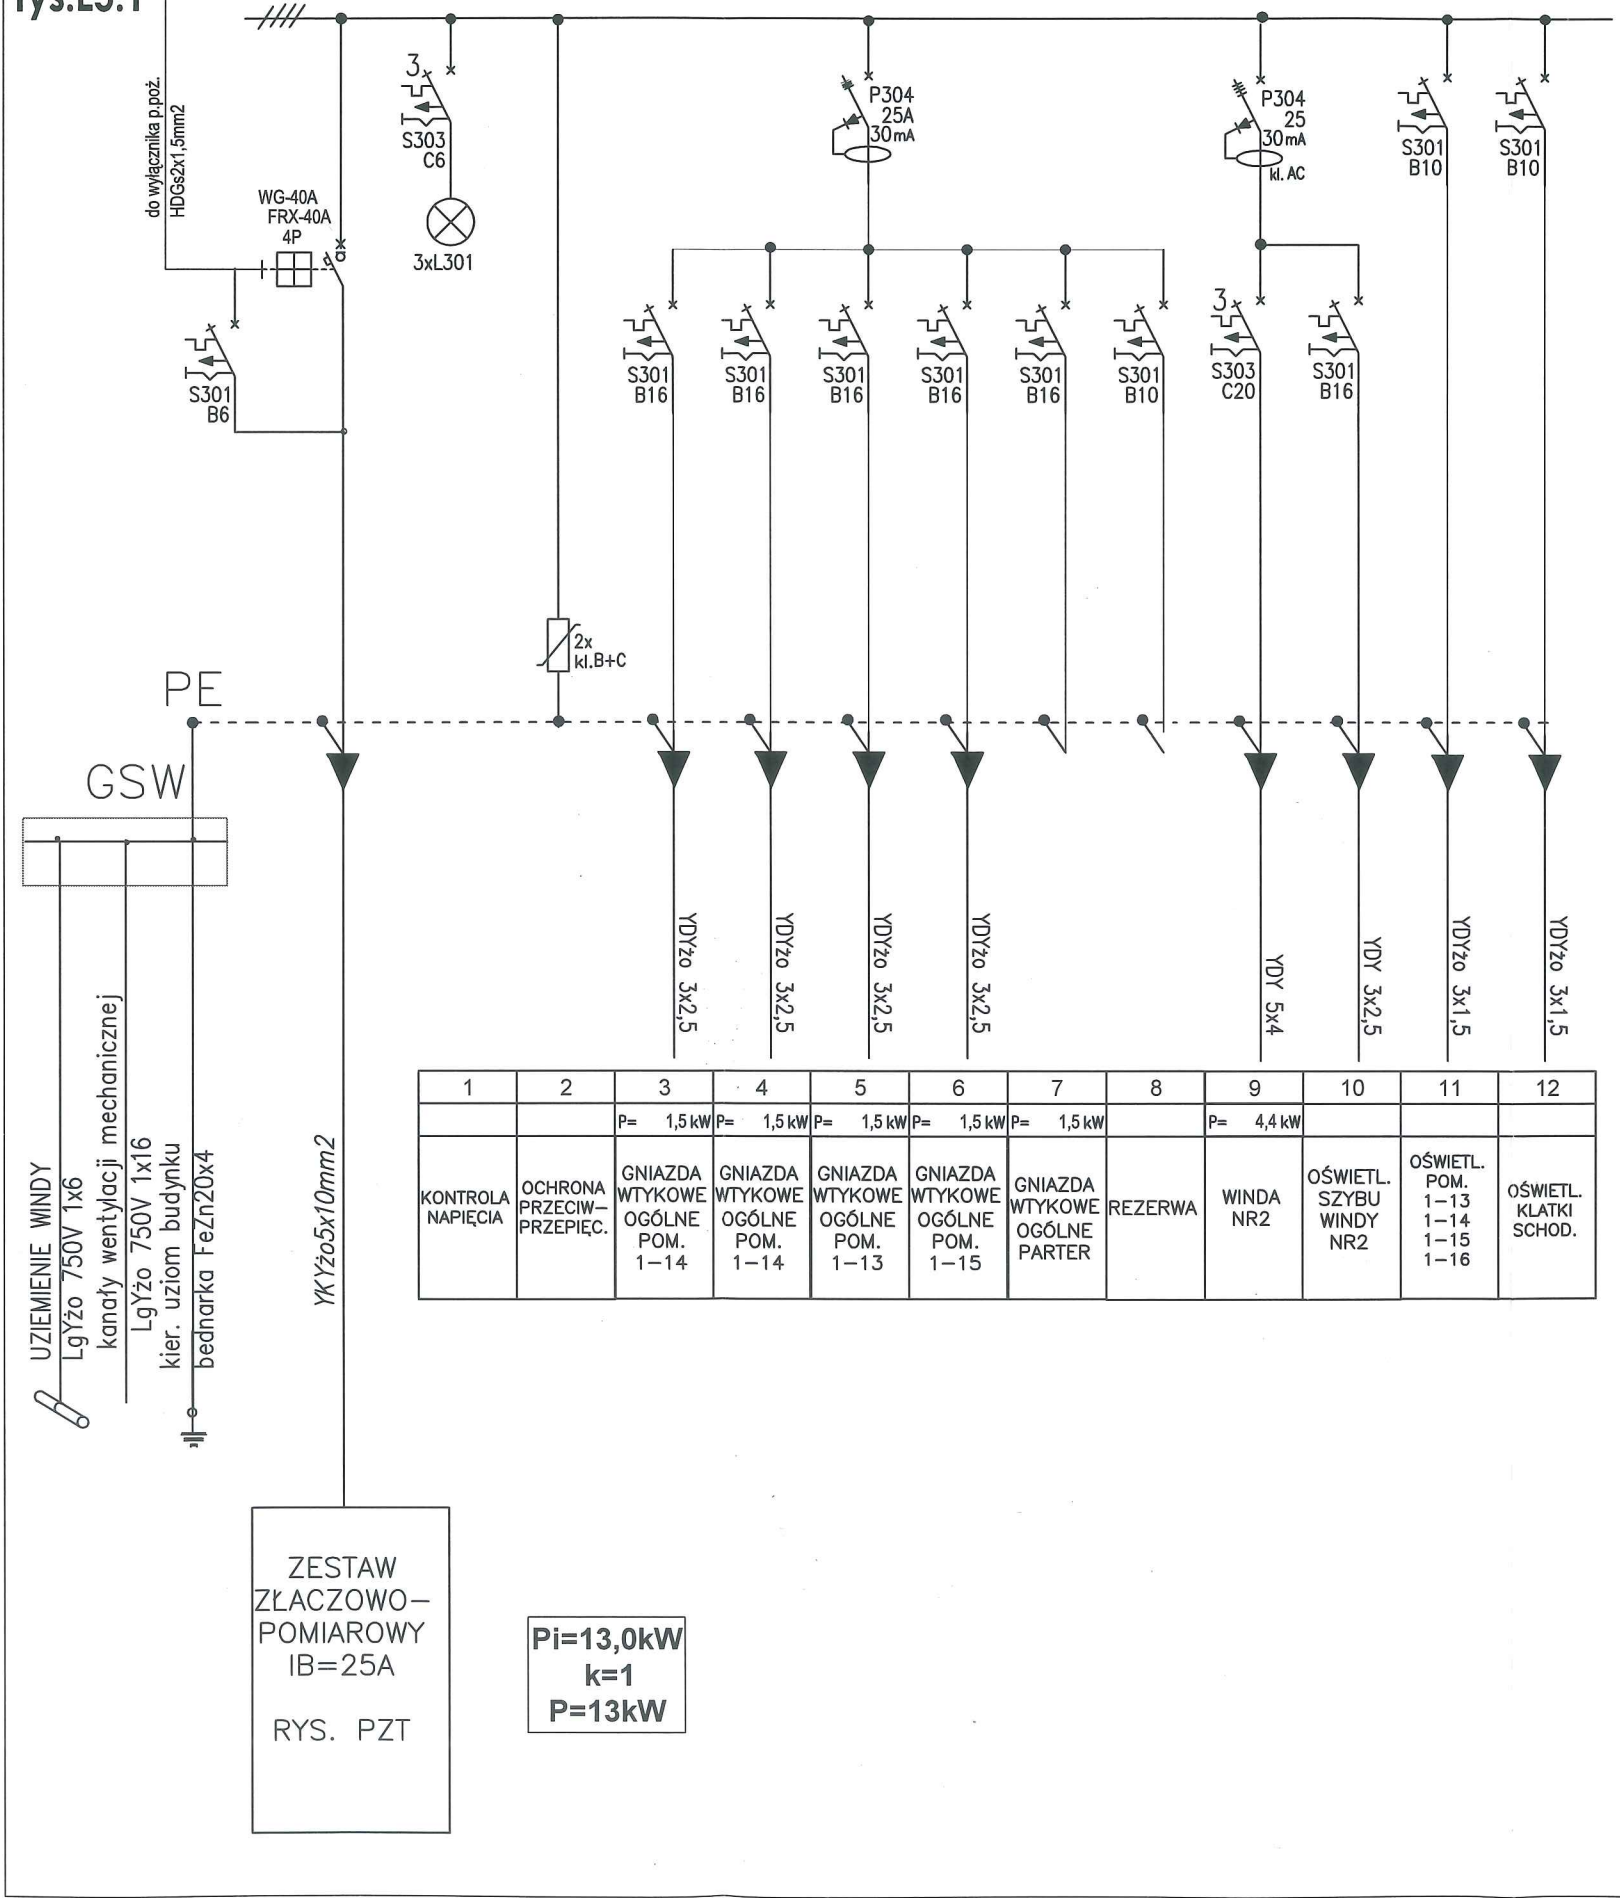 rys.E3.1
do wyłącznika p.poż.
HDGs2x1,5mm2
WG-40A
FRX-40A
4P
S301
B6
3
S303
C6
3xL301
P304
25A
30mA
P304
25
30mA
kl. AC
S301
B10
S301
B10
S301
B16
S301
B16
S301
B16
S301
B16
S301
B16
S301
B10
3
S303
C20
S301
B16
2x
kl.B+C
PE
GSW
YDYżo 3x2,5
YDYżo 3x2,5
YDYżo 3x2,5
YDYżo 3x2,5
YDY 5x4
YDY 3x2,5
YDYżo 3x1,5
YDYżo 3x1,5
UZIEMIENIE WINDY
LgYżo 750V 1x6
kanały wentylacji mechanicznej
LgYżo 750V 1x16
kier. uziom budynku
bednarka FeZn20x4
YKYżo5x10mm2
1 2 3 4 5 6 7 8 9 10 11 12
P= 1,5 kW P= 1,5 kW P= 1,5 kW P= 1,5 kW P= 1,5 kW P= 4,4 kW
KONTROLA
NAPIĘCIA
OCHRONA
PRZECIW-
PRZEPIĘC.
GNIAZDA
WTYKOWE
OGÓLNE
POM.
1-14
GNIAZDA
WTYKOWE
OGÓLNE
POM.
1-14
GNIAZDA
WTYKOWE
OGÓLNE
POM.
1-13
GNIAZDA
WTYKOWE
OGÓLNE
POM.
1-15
GNIAZDA
WTYKOWE
OGÓLNE
PARTER
REZERWA
WINDA
NR2
OŚWIETL.
SZYBU
WINDY
NR2
OŚWIETL.
POM.
1-13
1-14
1-15
1-16
OŚWIETL.
KLATKI
SCHOD.
ZESTAW
ZŁACZOWO-
POMIAROWY
IB=25A
RYS. PZT
Pi=13,0kW
k=1
P=13kW